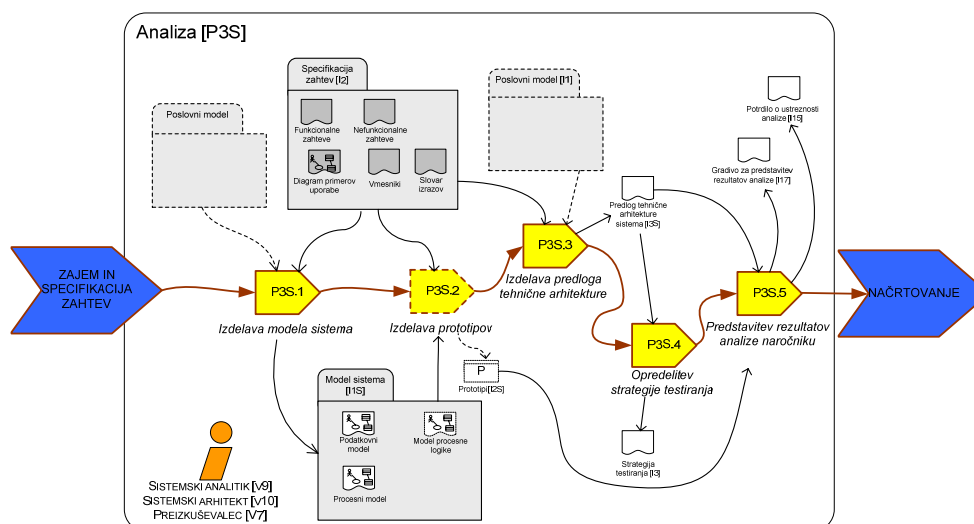 Analiza [P3S]
Poslovni model
Specifikacija
zahtev [I2]
Funkcionalne
zahteve
Nefunkcionalne
zahteve
Diagram primerov
uporabe
Vmesniki
Slovar
izrazov
Poslovni model [I1]
Potrdilo o ustreznosti
analize [I15]
Gradivo za predstavitev
rezultatov analize [I17]
Predlog tehnične
arhitekture
sistema [I3S]
ZAJEM IN
SPECIFIKACIJA
ZAHTEV
P3S.1
Izdelava modela sistema
P3S.2
Izdelava prototipov
P3S.3
Izdelava predloga
tehnične arhitekture
P3S.4
Opredelitev
strategije testiranja
P3S.5
Predstavitev rezultatov
analize naročniku
NAČRTOVANJE
P
Prototipi[I2S]
Model sistema
[I1S]
Podatkovni
model
Model procesne
logike
Procesni model
Strategija
testiranja [I3]
SISTEMSKI ANALITIK [V9]
SISTEMSKI ARHITEKT [V10]
PREIZKUŠEVALEC [V7]